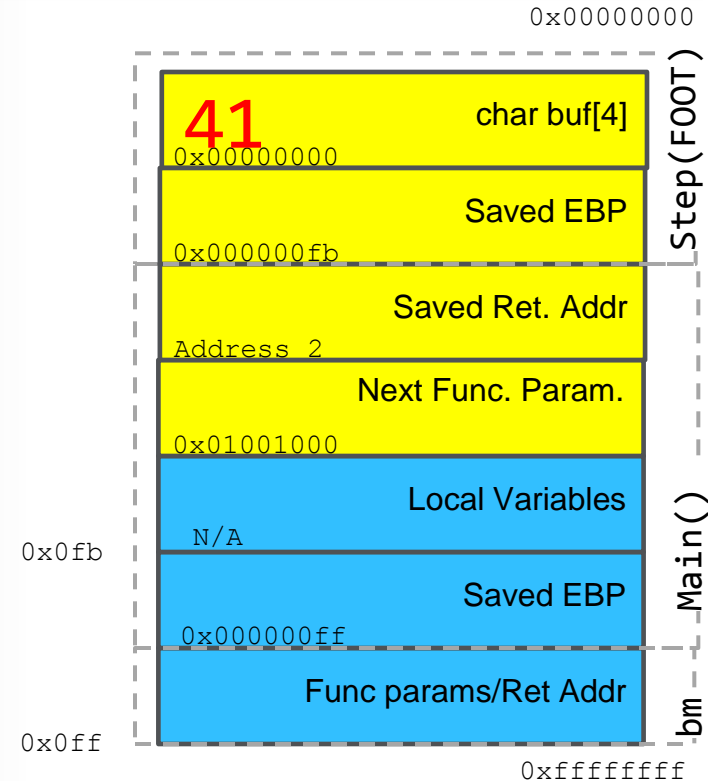 0x00000000
41
char buf[4]
0x00000000
Saved EBP
0x000000fb
Step(FOOT)
Saved Ret. Addr
Address 2
Next Func. Param.
0x01001000
Local Variables
N/A
0x0fb
Saved EBP
0x000000ff
Main()
Func params/Ret Addr
bm
0x0ff
0xffffffff